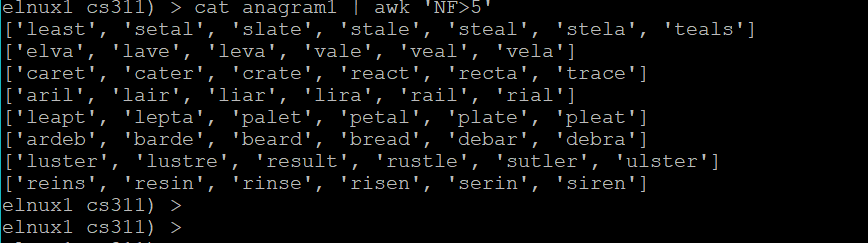 elnux1 cs311) > cat anagram1 | awk 'NF>5'
['least', 'setal', 'slate', 'stale', 'steal', 'stela', 'teals']
['elva', 'lave', 'leva', 'vale', 'veal', 'vela']
['caret', 'cater', 'crate', 'react', 'recta', 'trace']
['aril', 'lair', 'liar', 'lira', 'rail', 'rial']
['leapt', 'lepta', 'palet', 'petal', 'plate', 'pleat']
['ardeb', 'barde', 'beard', 'bread', 'debar', 'debra']
['luster', 'lustre', 'result', 'rustle', 'sutler', 'ulster']
['reins', 'resin', 'rinse', 'risen', 'serin', 'siren']
elnux1 cs311) >
elnux1 cs311) >